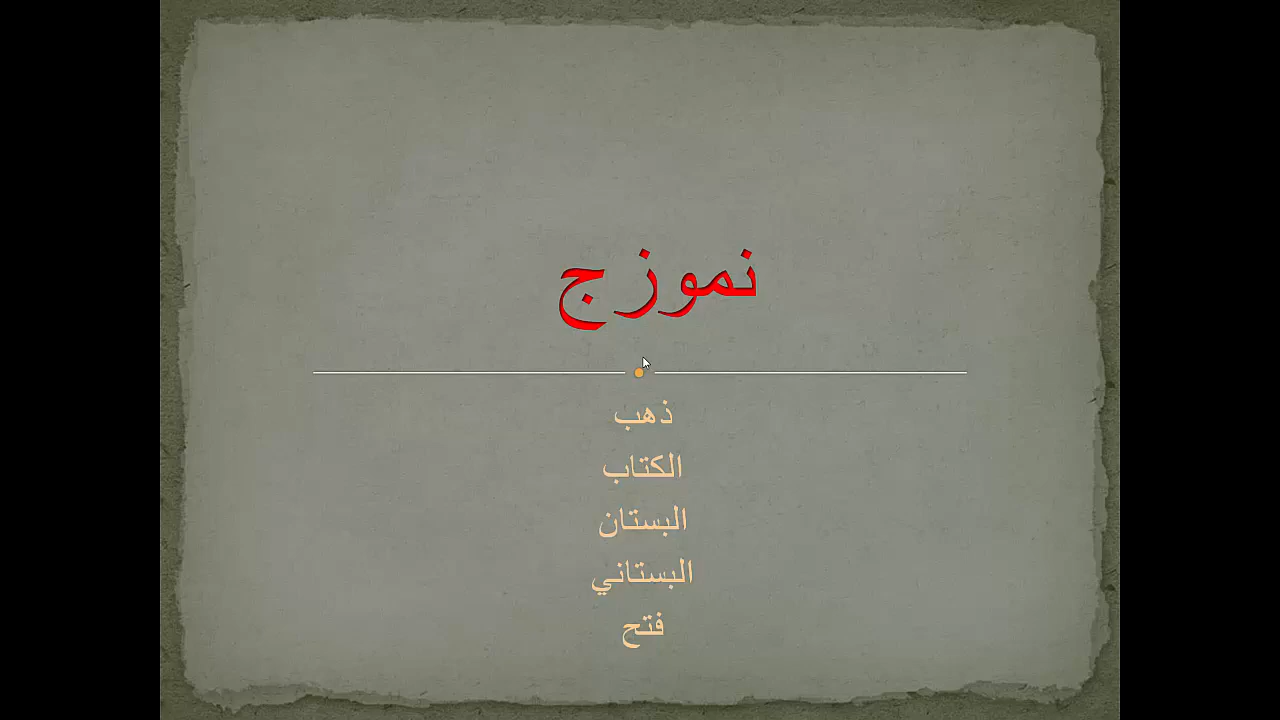 نموزج
ذهب
الكتاب
البستان
البستاني
فتح